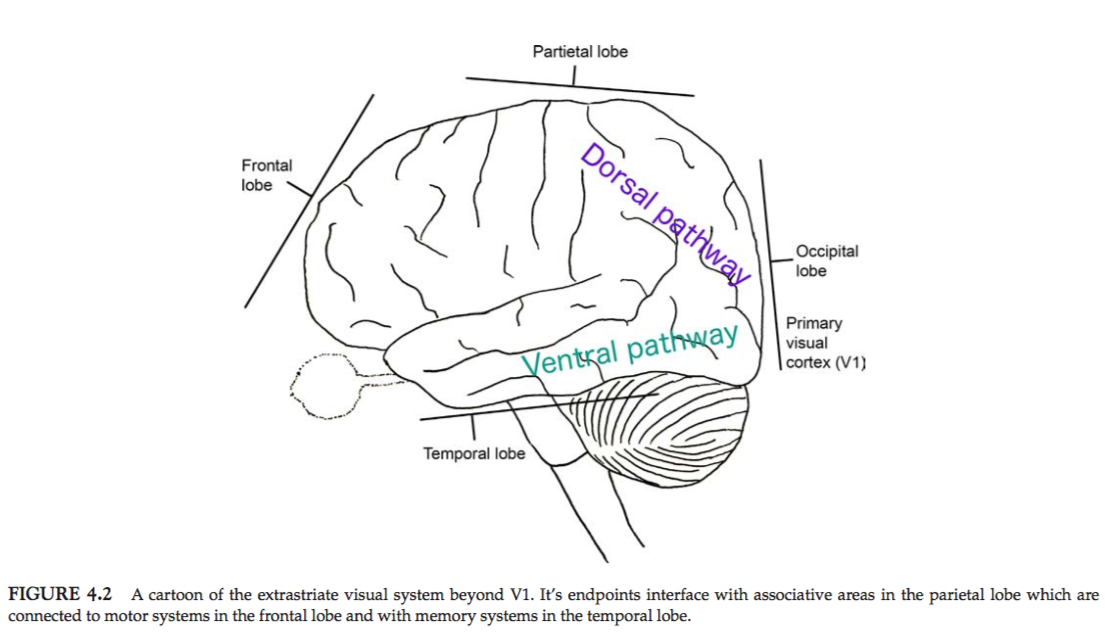 Partietal lobe
Frontal
lobe
Dorsal pathway
Occipital
lobe
Primary
visual
cortex (V1)
Ventral pathway
Temporal lobe
FIGURE 4.2 A cartoon of the extrastriate visual system beyond V1. It's endpoints interface with associative areas in the parietal lobe which are
connected to motor systems in the frontal lobe and with memory systems in the temporal lobe.